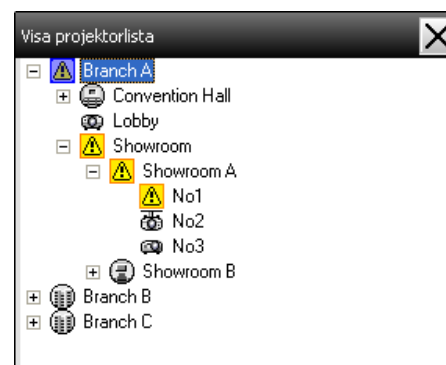 Visa projektorlista
Branch A
Convention Hall
Lobby
Showroom
Showroom A
No1
No2
No3
Showroom B
Branch B
Branch C